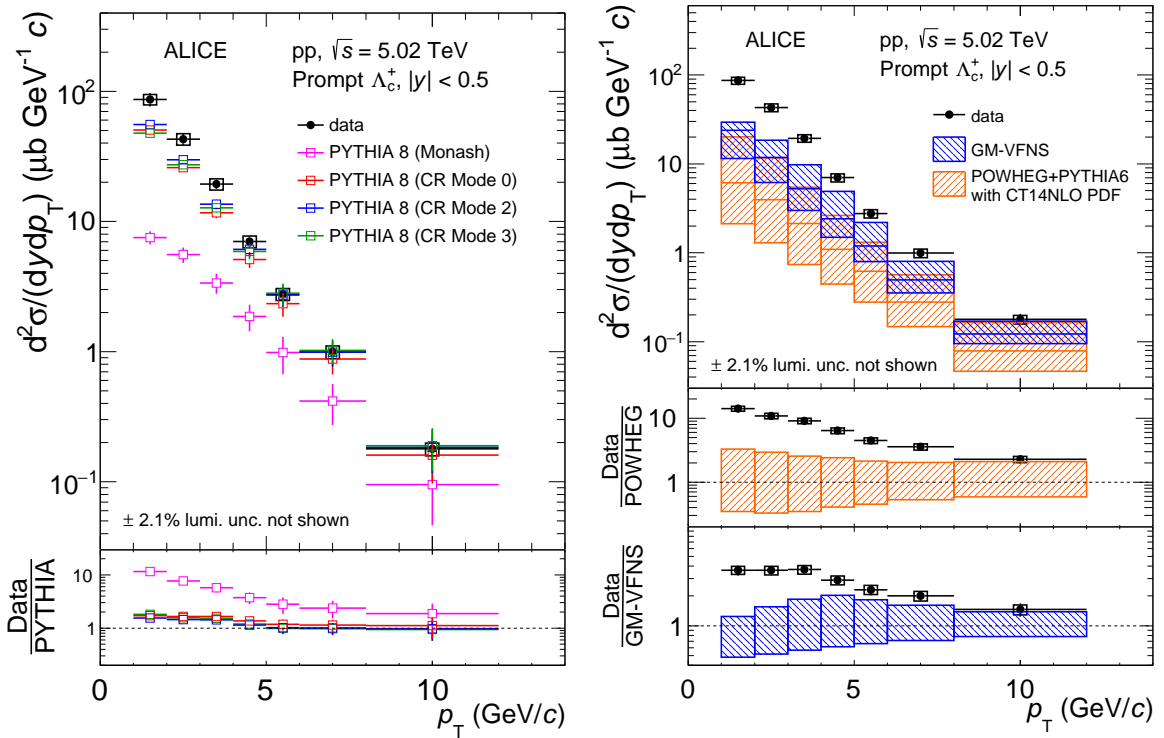 ALICE
pp, √s = 5.02 TeV
Prompt Λc+, |y| < 0.5
data
PYTHIA 8 (Monash)
PYTHIA 8 (CR Mode 0)
PYTHIA 8 (CR Mode 2)
PYTHIA 8 (CR Mode 3)
d²σ/(dydpT) (μb GeV⁻¹ c)
10²
10
1
10⁻¹
± 2.1% lumi. unc. not shown
Data
PYTHIA
10
1
0
5
10
pT (GeV/c)
ALICE
pp, √s = 5.02 TeV
Prompt Λc+, |y| < 0.5
data
GM-VFNS
POWHEG+PYTHIA6
with CT14NLO PDF
d²σ/(dydpT) (μb GeV⁻¹ c)
10²
10
1
10⁻¹
± 2.1% lumi. unc. not shown
Data
POWHEG
10
1
Data
GM-VFNS
1
0
5
10
pT (GeV/c)